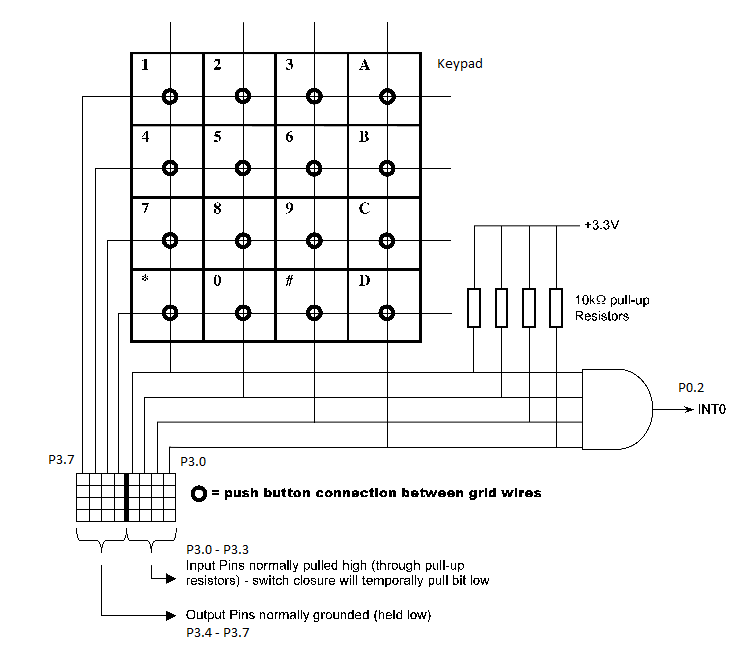 1 2 3 A
Keypad
4 5 6 B
7 8 9 C
+3.3V
* 0 # D
10kΩ pull-up
Resistors
P0.2
INT0
P3.7
P3.0
= push button connection between grid wires
P3.0 - P3.3
Input Pins normally pulled high (through pull-up
resistors) - switch closure will temporally pull bit low
Output Pins normally grounded (held low)
P3.4 - P3.7